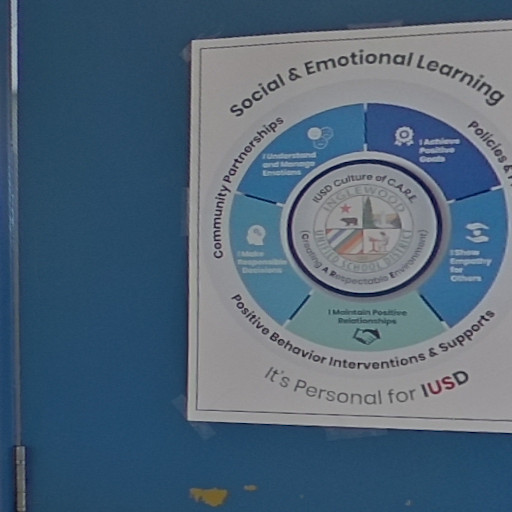 Social & Emotional Learning
Community Partnerships
Policies &
I Understand
and Manage
Emotions
I Achieve
Positive
Goals
IUSD Culture of C.A.R.E.
INGLEWOOD
UNIFIED SCHOOL DISTRICT
(Creating A Respectable Environment)
I Make
Responsible
Decisions
I Show
Empathy
for
Others
I Maintain Positive
Relationships
Positive Behavior Interventions & Supports
It's Personal for IUSD